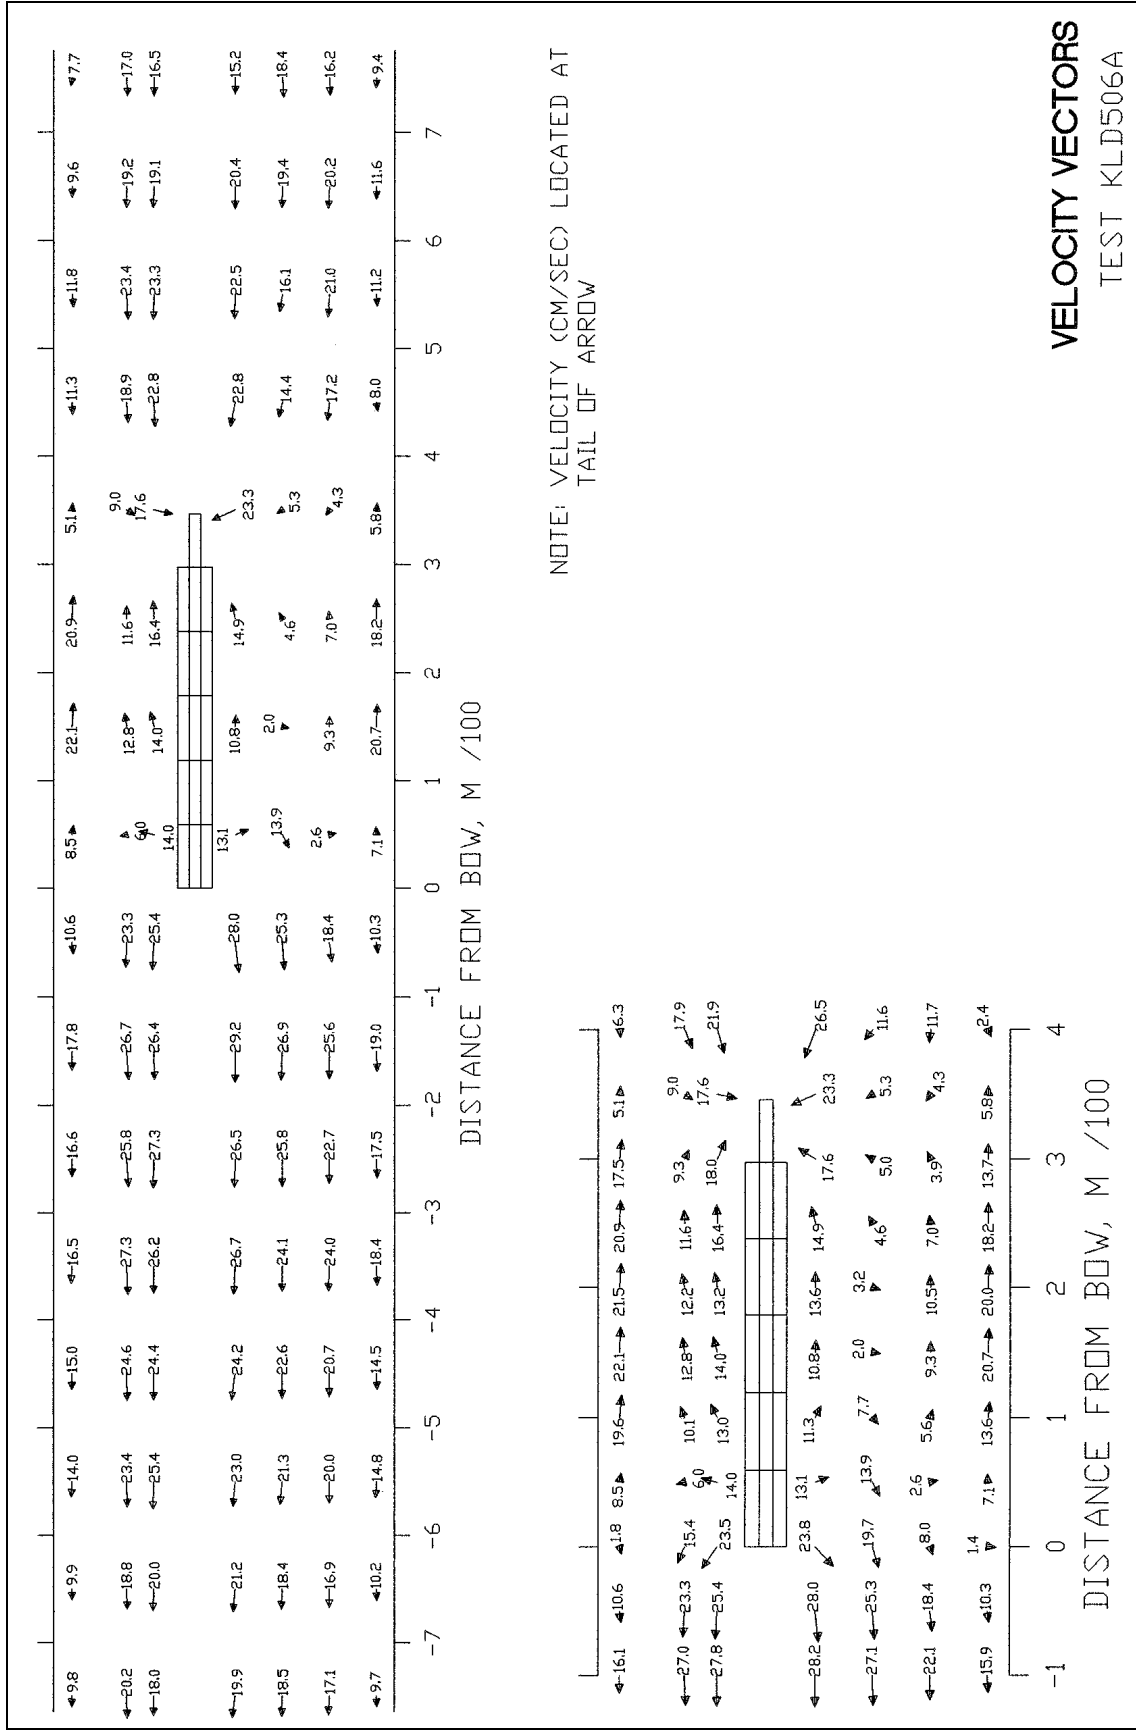 9.8 9.9 14.0 15.0 16.5 16.6 17.8 10.6 8.5 22.1 20.9 5.1 11.3 11.8 9.6 7.7
20.2 18.8 23.4 24.6 27.3 25.8 26.7 23.3 6.0 12.8 11.6 9.0 18.9 23.4 19.2 17.0
18.0 20.0 25.4 24.4 26.2 27.3 26.4 25.4 14.0 14.0 16.4 17.6 22.8 23.3 19.1 16.5
19.9 21.2 23.0 24.2 26.7 26.5 29.2 28.0 13.1 10.8 14.9 23.3 22.8 22.5 20.4 15.2
18.5 18.4 21.3 22.6 24.1 25.8 26.9 25.3 13.9 2.0 4.6 5.3 14.4 16.1 19.4 18.4
17.1 16.9 20.0 20.7 24.0 22.7 25.6 18.4 2.6 9.3 7.0 4.3 17.2 21.0 20.2 16.2
9.7 10.2 14.8 14.5 18.4 17.5 19.0 10.3 7.1 20.7 18.2 5.8 8.0 11.2 11.6 9.4
-7 -6 -5 -4 -3 -2 -1 0 1 2 3 4 5 6 7
DISTANCE FROM BOW, M /100
NOTE: VELOCITY (CM/SEC) LOCATED AT
TAIL OF ARROW
16.1 10.6 1.8 8.5 19.6 22.1 21.5 20.9 17.5 5.1 6.3
27.0 23.3 15.4 6.0 10.1 12.8 12.2 11.6 9.3 9.0 17.9
27.8 25.4 23.5 14.0 13.0 14.0 13.2 16.4 18.0 17.6 21.9
28.2 28.0 23.8 13.1 11.3 10.8 13.6 14.9 17.6 23.3 26.5
27.1 25.3 19.7 13.9 7.7 2.0 3.2 4.6 5.0 5.3 11.6
22.1 18.4 8.0 2.6 5.6 9.3 10.5 7.0 3.9 4.3 11.7
15.9 10.3 1.4 7.1 13.6 20.7 20.0 18.2 13.7 5.8 2.4
-1 0 1 2 3 4
DISTANCE FROM BOW, M /100
VELOCITY VECTORS
TEST KLD506A